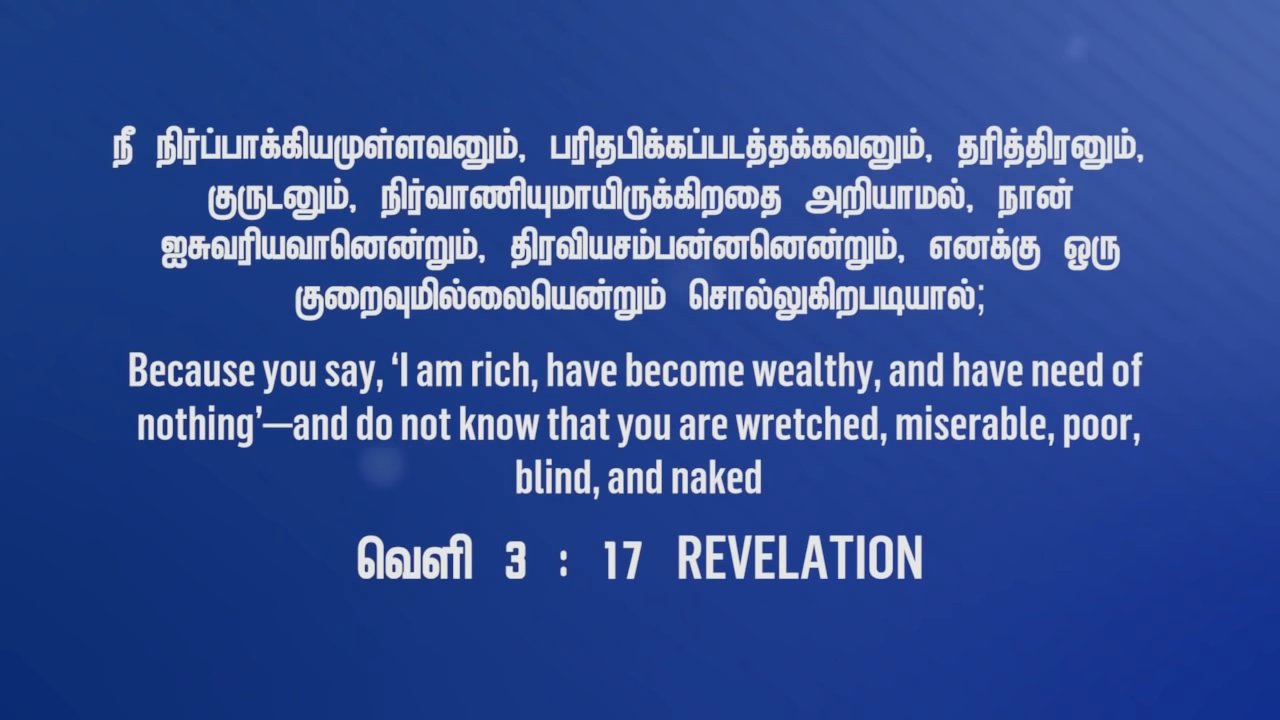 நீ நிர்ப்பாக்கியமுள்ளவனும், பரிதபிக்கப்படத்தக்கவனும், தரித்திரனும்,
குருடனும், நிர்வாணியுமாயிருக்கிறதை அறியாமல், நான்
ஐசுவரியவானென்றும், திரவியசம்பன்னனென்றும், எனக்கு ஒரு
குறைவுமில்லையென்றும் சொல்லுகிறபடியால்;
Because you say, ‘I am rich, have become wealthy, and have need of
nothing’—and do not know that you are wretched, miserable, poor,
blind, and naked
வெளி 3 : 17 REVELATION